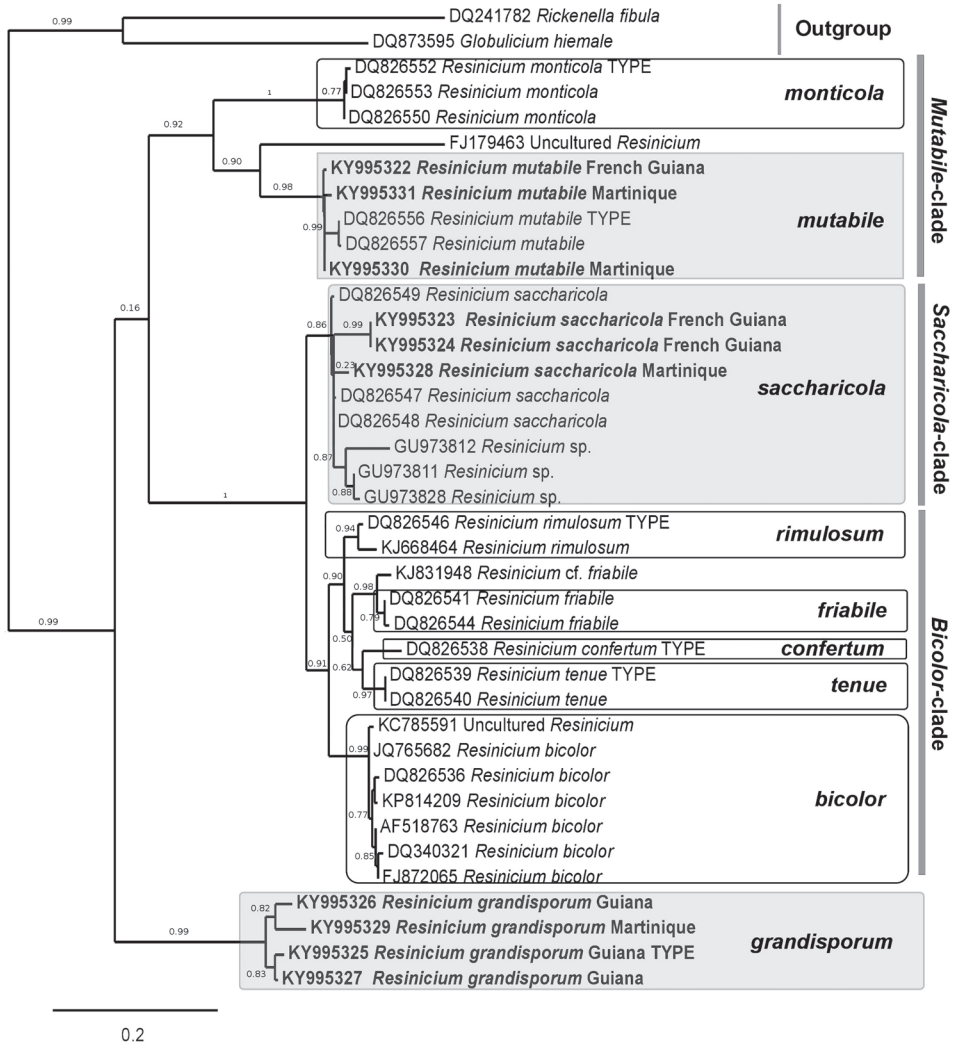 0.99
DQ241782 Rickenella fibula
DQ873595 Globulicium hiemale
Outgroup
DQ826552 Resinicium monticola TYPE
1
0.77
DQ826553 Resinicium monticola
monticola
DQ826550 Resinicium monticola
0.92
FJ179463 Uncultured Resinicium
0.90
KY995322 Resinicium mutabile French Guiana
0.98
KY995331 Resinicium mutabile Martinique
DQ826556 Resinicium mutabile TYPE
mutabile
0.99
DQ826557 Resinicium mutabile
KY995330 Resinicium mutabile Martinique
Mutabile-clade
0.16
DQ826549 Resinicium saccharicola
0.86
0.99
KY995323 Resinicium saccharicola French Guiana
KY995324 Resinicium saccharicola French Guiana
0.23
KY995328 Resinicium saccharicola Martinique
saccharicola
DQ826547 Resinicium saccharicola
DQ826548 Resinicium saccharicola
0.87
GU973812 Resinicium sp.
GU973811 Resinicium sp.
0.88
GU973828 Resinicium sp.
Saccharicola-clade
1
DQ826546 Resinicium rimulosum TYPE
0.94
rimulosum
KJ668464 Resinicium rimulosum
0.90
KJ831948 Resinicium cf. friabile
0.98
DQ826541 Resinicium friabile
friabile
0.79
DQ826544 Resinicium friabile
0.50
DQ826538 Resinicium confertum TYPE
confertum
0.99
0.91
0.62
DQ826539 Resinicium tenue TYPE
tenue
0.97
DQ826540 Resinicium tenue
KC785591 Uncultured Resinicium
0.99
JQ765682 Resinicium bicolor
DQ826536 Resinicium bicolor
KP814209 Resinicium bicolor
bicolor
0.77
AF518763 Resinicium bicolor
0.85
DQ340321 Resinicium bicolor
FJ872065 Resinicium bicolor
Bicolor-clade
0.82
KY995326 Resinicium grandisporum Guiana
0.99
KY995329 Resinicium grandisporum Martinique
grandisporum
KY995325 Resinicium grandisporum Guiana TYPE
0.83
KY995327 Resinicium grandisporum Guiana
0.2